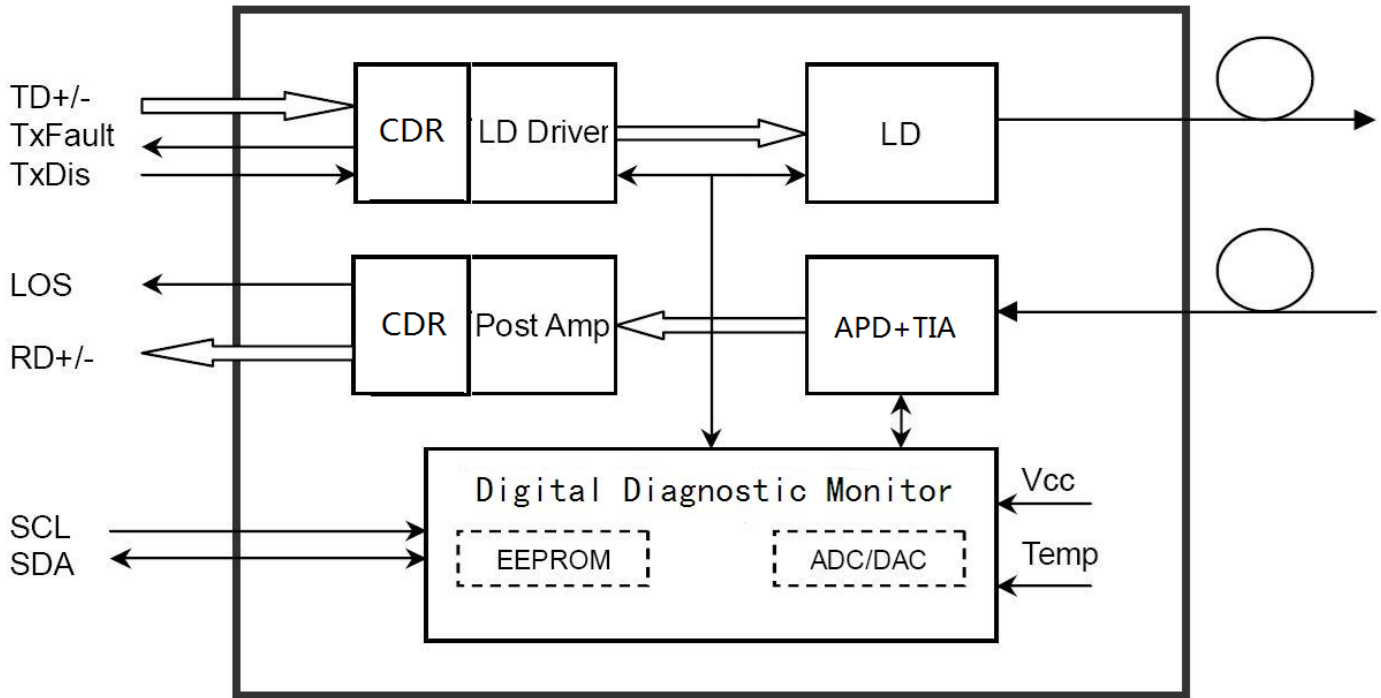 TD+/-
TxFault
TxDis
CDR
LD Driver
LD
LOS
RD+/-
CDR
Post Amp
APD+TIA
Digital Diagnostic Monitor
EEPROM
ADC/DAC
Vcc
Temp
SCL
SDA